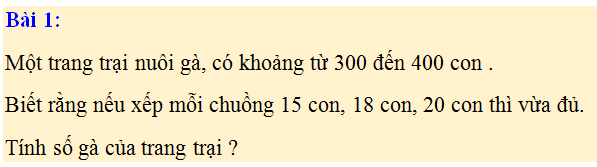 Bài 1:
Một trang trại nuôi gà, có khoảng từ 300 đến 400 con .
Biết rằng nếu xếp mỗi chuồng 15 con, 18 con, 20 con thì vừa đủ.
Tính số gà của trang trại ?